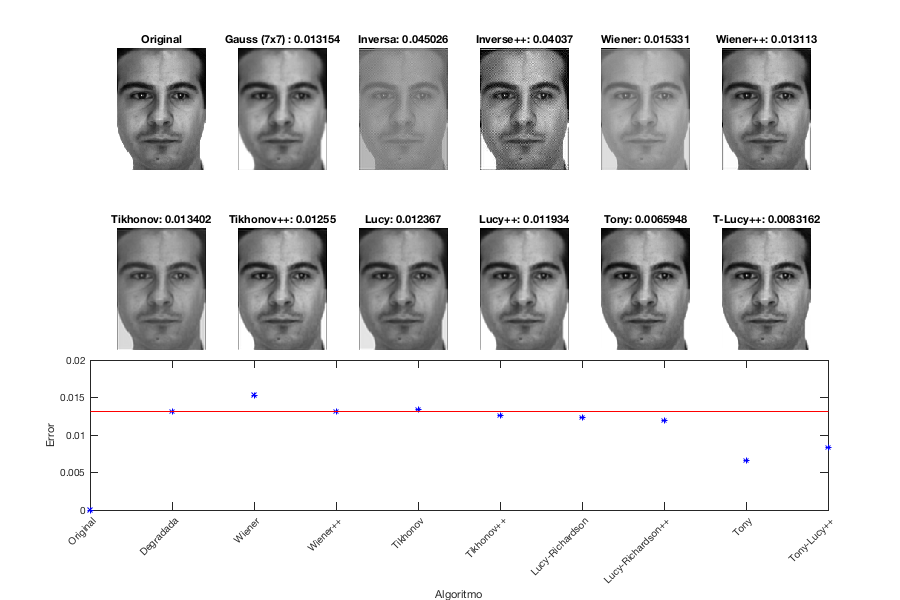 Original Gauss (7x7) : 0.013154 Inversa: 0.045026 Inverse++: 0.04037 Wiener: 0.015331 Wiener++: 0.013113
Tikhonov: 0.013402 Tikhonov++: 0.01255 Lucy: 0.012367 Lucy++: 0.011934 Tony: 0.0065948 T-Lucy++: 0.0083162
0.02
0.015
0.01
0.005
0
Error
Original Degradada Wiener Wiener++ Tikhonov Tikhonov++ Lucy-Richardson Lucy-Richardson++ Tony Tony-Lucy++
Algoritmo